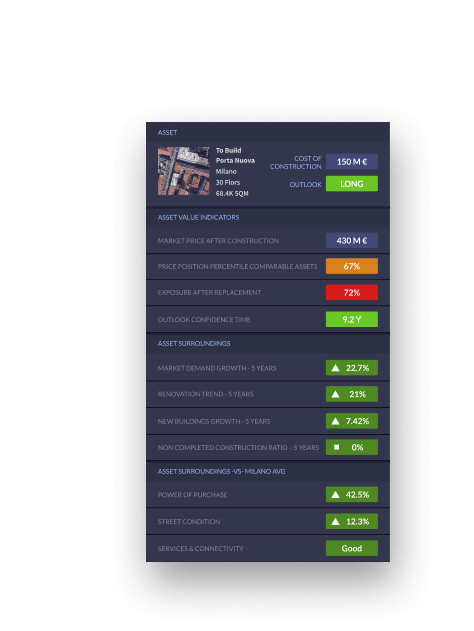 ASSET
To Build
Porta Nuova
Milano
30 Flors
68.4K SQM
COST OF
CONSTRUCTION
150 M €
OUTLOOK
LONG
ASSET VALUE INDICATORS
MARKET PRICE AFTER CONSTRUCTION 430 M €
PRICE POSITION PERCENTILE COMPARABLE ASSETS 67%
EXPOSURE AFTER REPLACEMENT 72%
OUTLOOK CONFIDENCE TIME 9.2 Y
ASSET SURROUNDINGS
MARKET DEMAND GROWTH - 5 YEARS 22.7%
RENOVATION TREND - 5 YEARS 21%
NEW BUILDINGS GROWTH - 5 YEARS 7.42%
NON COMPLETED CONSTRUCTION RATIO - 5 YEARS 0%
ASSET SURROUNDINGS -VS- MILANO AVG
POWER OF PURCHASE 42.5%
STREET CONDITION 12.3%
SERVICES & CONNECTIVITY Good